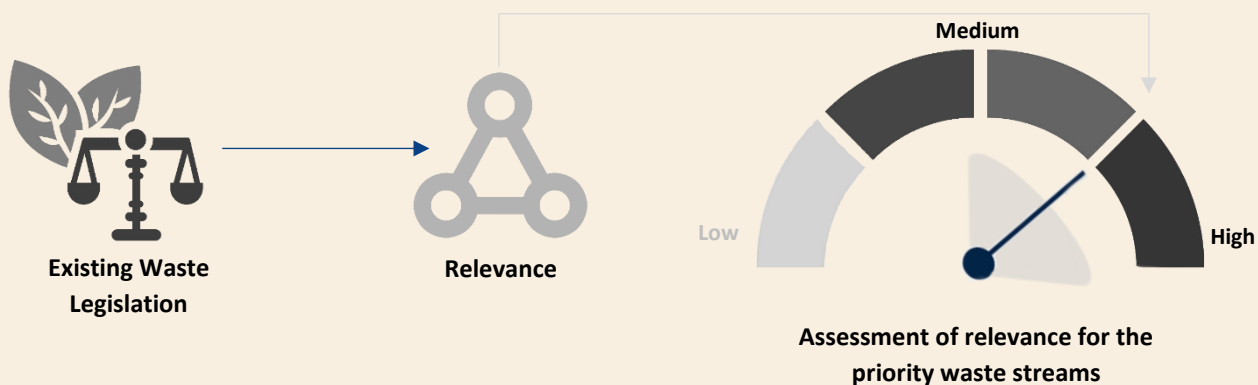 Medium
Low
High
Existing Waste
Legislation
Relevance
Assessment of relevance for the
priority waste streams